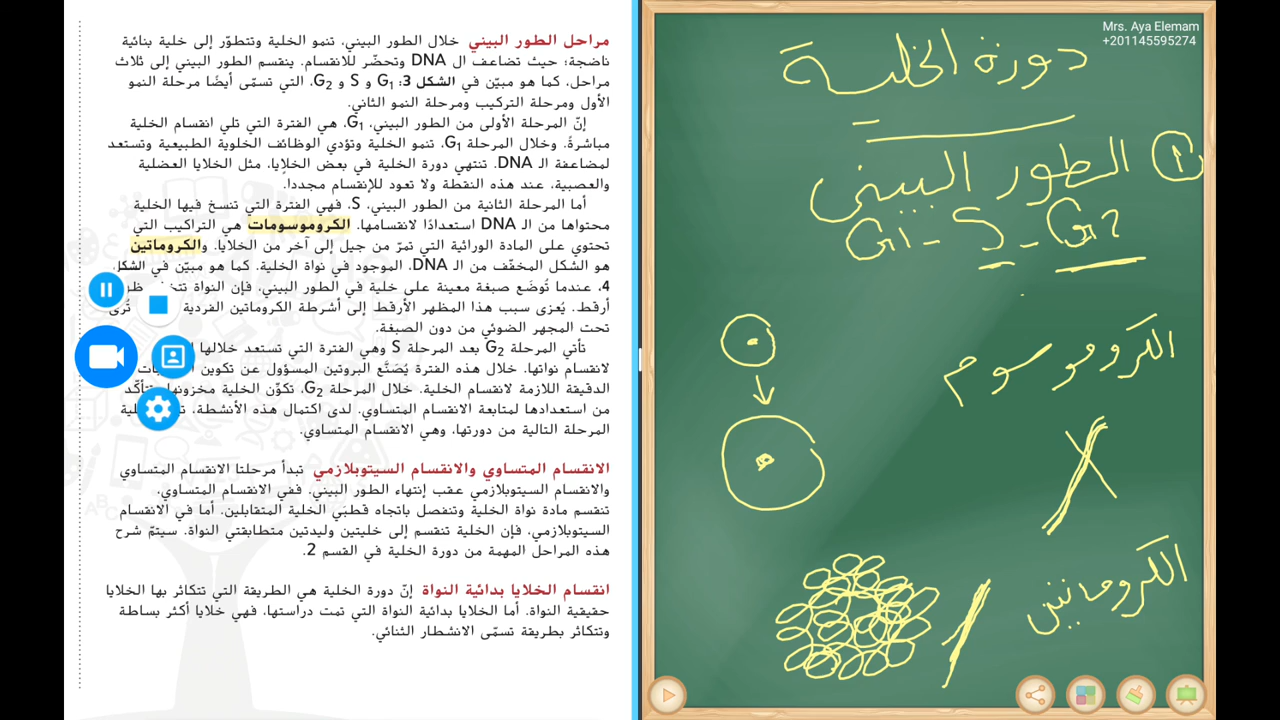 مراحل الطور البيني خلال الطور البيني، تنمو الخلية وتتطوّر إلى خلية بنائية
ناضجة؛ حيث تضاعف ال DNA وتحضّر للانقسام. ينقسم الطور البيني إلى ثلاث
مراحل، كما هو مبيّن في الشكل 3: G1 و S و G2، التي تسمّى أيضًا مرحلة النمو
الأول ومرحلة التركيب ومرحلة النمو الثاني.
إنّ المرحلة الأولى من الطور البيني، G1، هي الفترة التي تلي انقسام الخلية
مباشرةً. وخلال المرحلة G1، تنمو الخلية وتؤدي الوظائف الخلوية الطبيعية وتستعد
لمضاعفة الـ DNA. تنتهي دورة الخلية في بعض الخلايا، مثل الخلايا العضلية
والعصبية، عند هذه النقطة ولا تعود للإنقسام مجددا.
أما المرحلة الثانية من الطور البيني، S، فهي الفترة التي تنسخ فيها الخلية
محتواها من الـ DNA استعدادًا لانقسامها. الكروموسومات هي التراكيب التي
تحتوي على المادة الوراثية التي تمرّ من جيل إلى آخر من الخلايا. والكروماتين
هو الشكل المخفّف من الـ DNA، الموجود في نواة الخلية. كما هو مبيّن في الشكل
4، عندما تُوضَع صبغة معينة على خلية في الطور البيني، فإن النواة
أرقط. يُعزى سبب هذا المظهر الأرقط إلى أشرطة الكروماتين الفردية تُرى
تحت المجهر الضوئي من دون الصبغة.
تأتي المرحلة G2 بعد المرحلة S وهي الفترة التي تستعد خلالها
لانقسام نواتها. خلال هذه الفترة يُصَنَّع البروتين المسؤول عن تكوين
الدقيقة اللازمة لانقسام الخلية. خلال المرحلة G2، تكوّن الخلية مخزونها
من استعدادها لمتابعة الانقسام المتساوي. لدى اكتمال هذه الأنشطة،
المرحلة التالية من دورتها، وهي الانقسام المتساوي.
الانقسام المتساوي والانقسام السيتوبلازمي تبدأ مرحلتا الانقسام المتساوي
والانقسام السيتوبلازمي عقب إنتهاء الطور البيني. ففي الانقسام المتساوي،
تنقسم مادة نواة الخلية وتنفصل باتجاه قطبَي الخلية المتقابلين. أما في الانقسام
السيتوبلازمي، فإن الخلية تنقسم إلى خليتين وليدتين متطابقتي النواة. سيتمّ شرح
هذه المراحل المهمة من دورة الخلية في القسم 2.
انقسام الخلايا بدائية النواة إنّ دورة الخلية هي الطريقة التي تتكاثر بها الخلايا
حقيقية النواة. أما الخلايا بدائية النواة التي تمت دراستها، فهي خلايا أكثر بساطة
وتتكاثر بطريقة تسمّى الانشطار الثنائي.
Mrs. Aya Elemam
+201145595274
دورة الخلية
١ الطور البيني
G1 - S - G2
الكروموسوم
الكروماتين